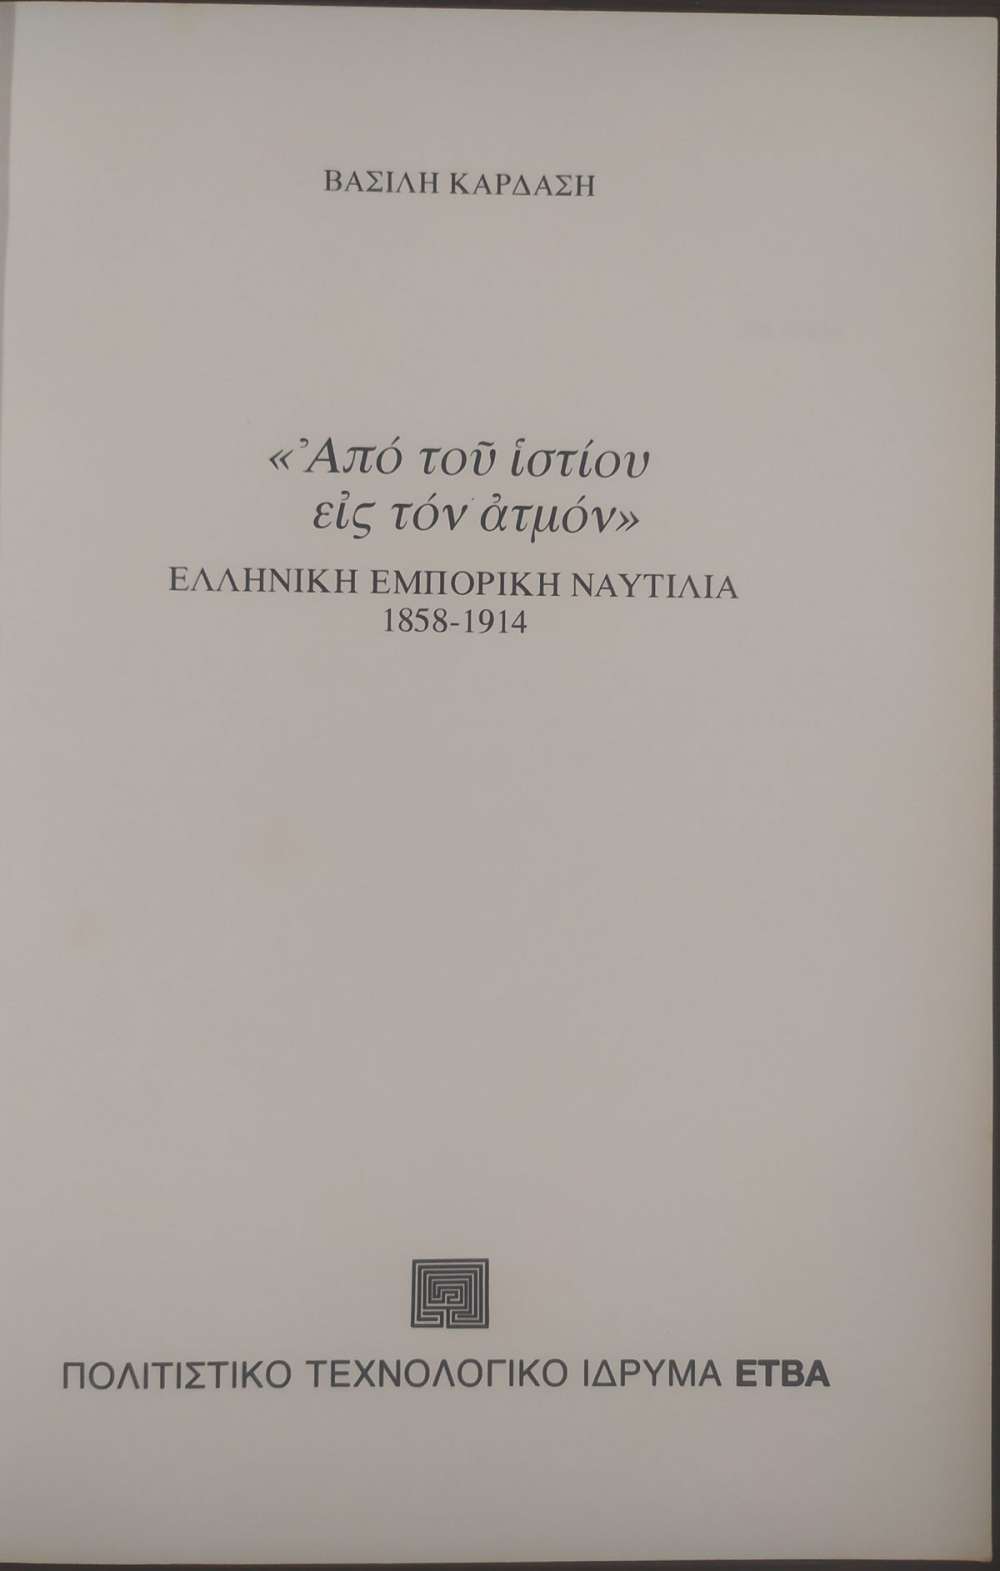 ΒΑΣΙΛΗ ΚΑΡΔΑΣΗ
«Ἀπό τοῦ ἱστίου
εἰς τόν ἀτμόν»
ΕΛΛΗΝΙΚΗ ΕΜΠΟΡΙΚΗ ΝΑΥΤΙΛΙΑ
1858-1914
ΠΟΛΙΤΙΣΤΙΚΟ ΤΕΧΝΟΛΟΓΙΚΟ ΙΔΡΥΜΑ ΕΤΒΑ